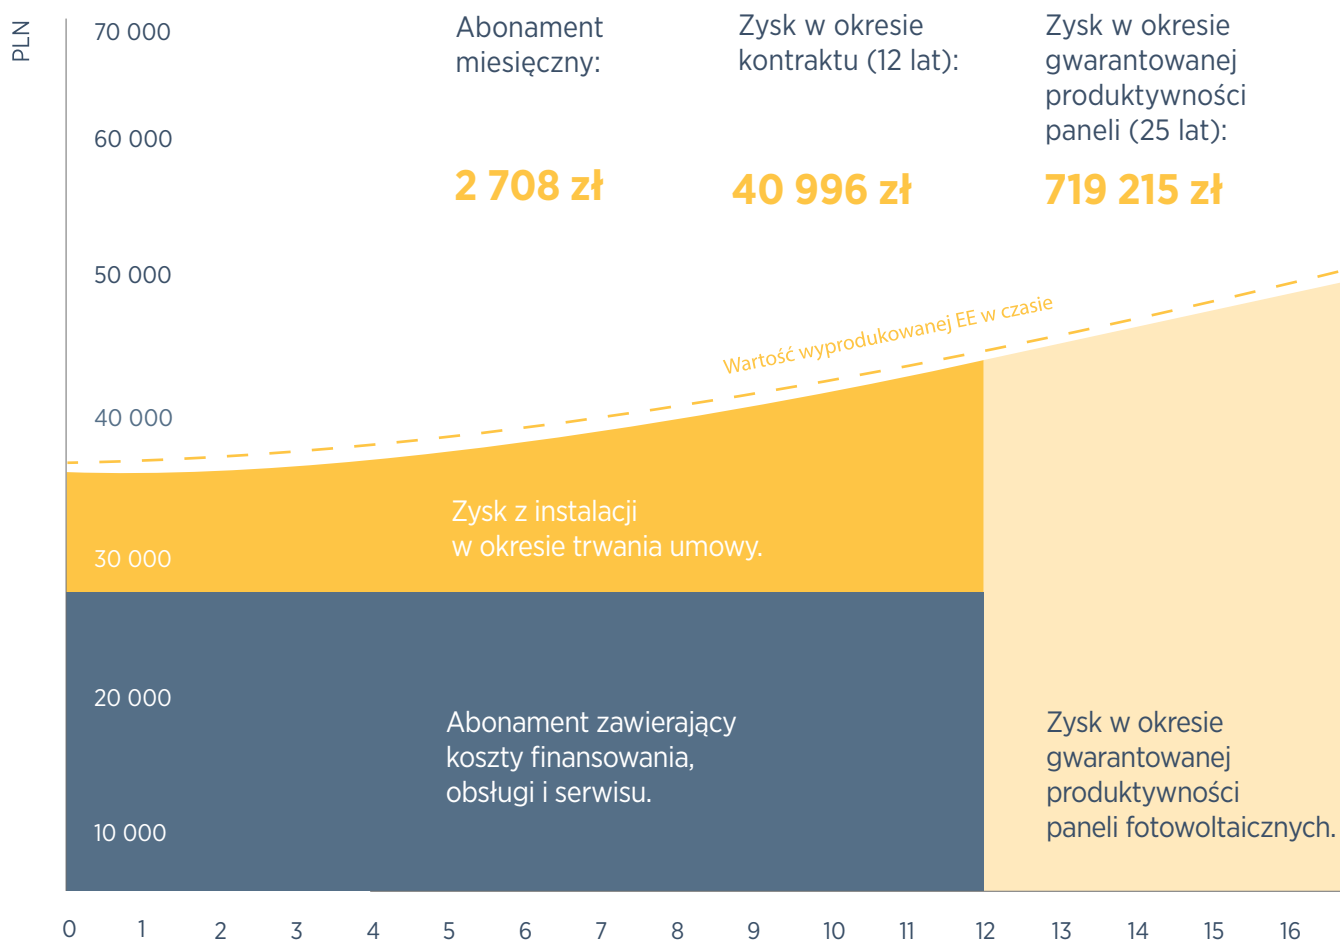 PLN
70 000
60 000
50 000
40 000
30 000
20 000
10 000
Abonament
miesięczny:
2 708 zł
Zysk w okresie
kontraktu (12 lat):
40 996 zł
Zysk w okresie
gwarantowanej
produktywności
paneli (25 lat):
719 215 zł
Wartość wyprodukowanej EE w czasie
Zysk z instalacji
w okresie trwania umowy.
Abonament zawierający
koszty finansowania,
obsługi i serwisu.
Zysk w okresie
gwarantowanej
produktywności
paneli fotowoltaicznych.
0 1 2 3 4 5 6 7 8 9 10 11 12 13 14 15 16